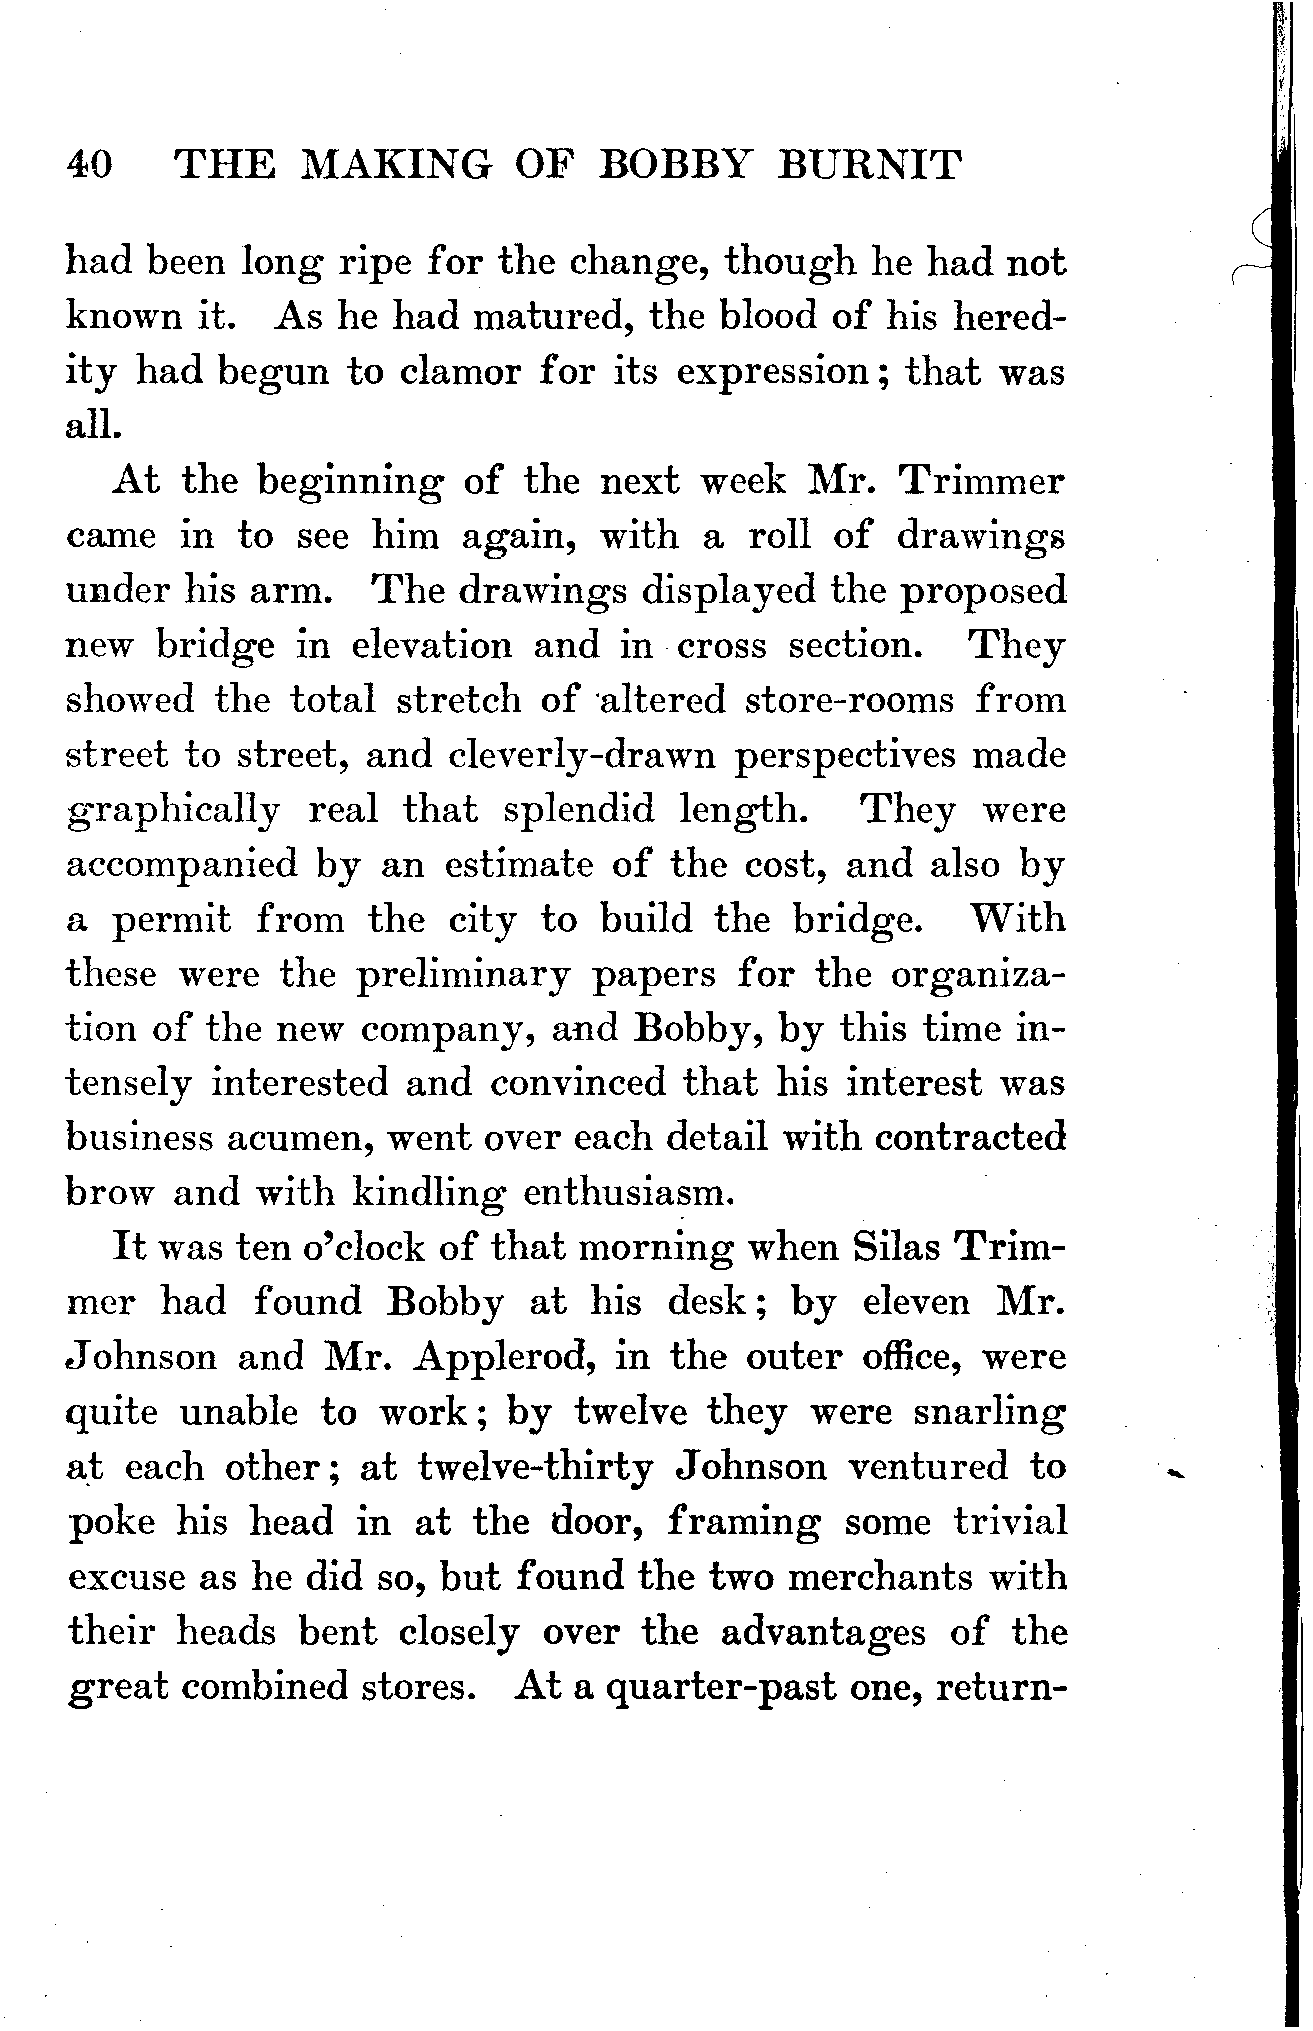 40 THE MAKING OF BOBBY BURNIT
had been long ripe for the change, though he had not
known it. As he had matured, the blood of his hered-
ity had begun to clamor for its expression; that was
all.
At the beginning of the next week Mr. Trimmer
came in to see him again, with a roll of drawings
under his arm. The drawings displayed the proposed
new bridge in elevation and in cross section. They
showed the total stretch of altered store-rooms from
street to street, and cleverly-drawn perspectives made
graphically real that splendid length. They were
accompanied by an estimate of the cost, and also by
a permit from the city to build the bridge. With
these were the preliminary papers for the organiza-
tion of the new company, and Bobby, by this time in-
tensely interested and convinced that his interest was
business acumen, went over each detail with contracted
brow and with kindling enthusiasm.
It was ten o'clock of that morning when Silas Trim-
mer had found Bobby at his desk; by eleven Mr.
Johnson and Mr. Applerod, in the outer office, were
quite unable to work; by twelve they were snarling
at each other; at twelve-thirty Johnson ventured to
poke his head in at the door, framing some trivial
excuse as he did so, but found the two merchants with
their heads bent closely over the advantages of the
great combined stores. At a quarter-past one, return-